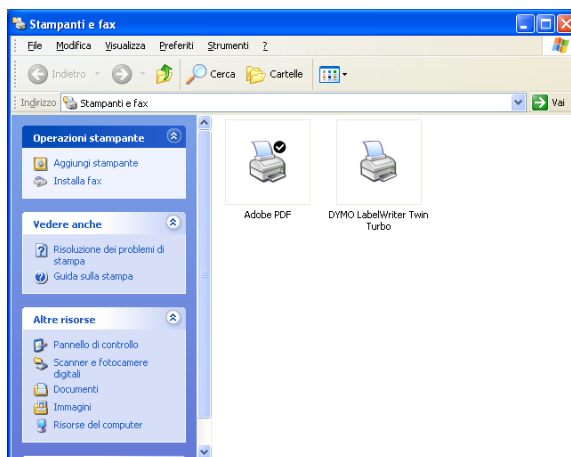 Stampanti e fax
File Modifica Visualizza Preferiti Strumenti ?
Indietro Cerca Cartelle
Indirizzo Stampanti e fax Vai
Operazioni stampante
Aggiungi stampante
Installa fax
Vedere anche
Risoluzione dei problemi di
stampa
Guida sulla stampa
Altre risorse
Pannello di controllo
Scanner e fotocamere
digitali
Documenti
Immagini
Risorse del computer
Adobe PDF
DYMO LabelWriter Twin
Turbo